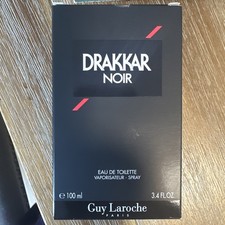 DRAKKAR
NOIR
EAU DE TOILETTE
VAPORISATEUR - SPRAY
e 100 ml 3.4 FL.OZ.
Guy Laroche
PARIS